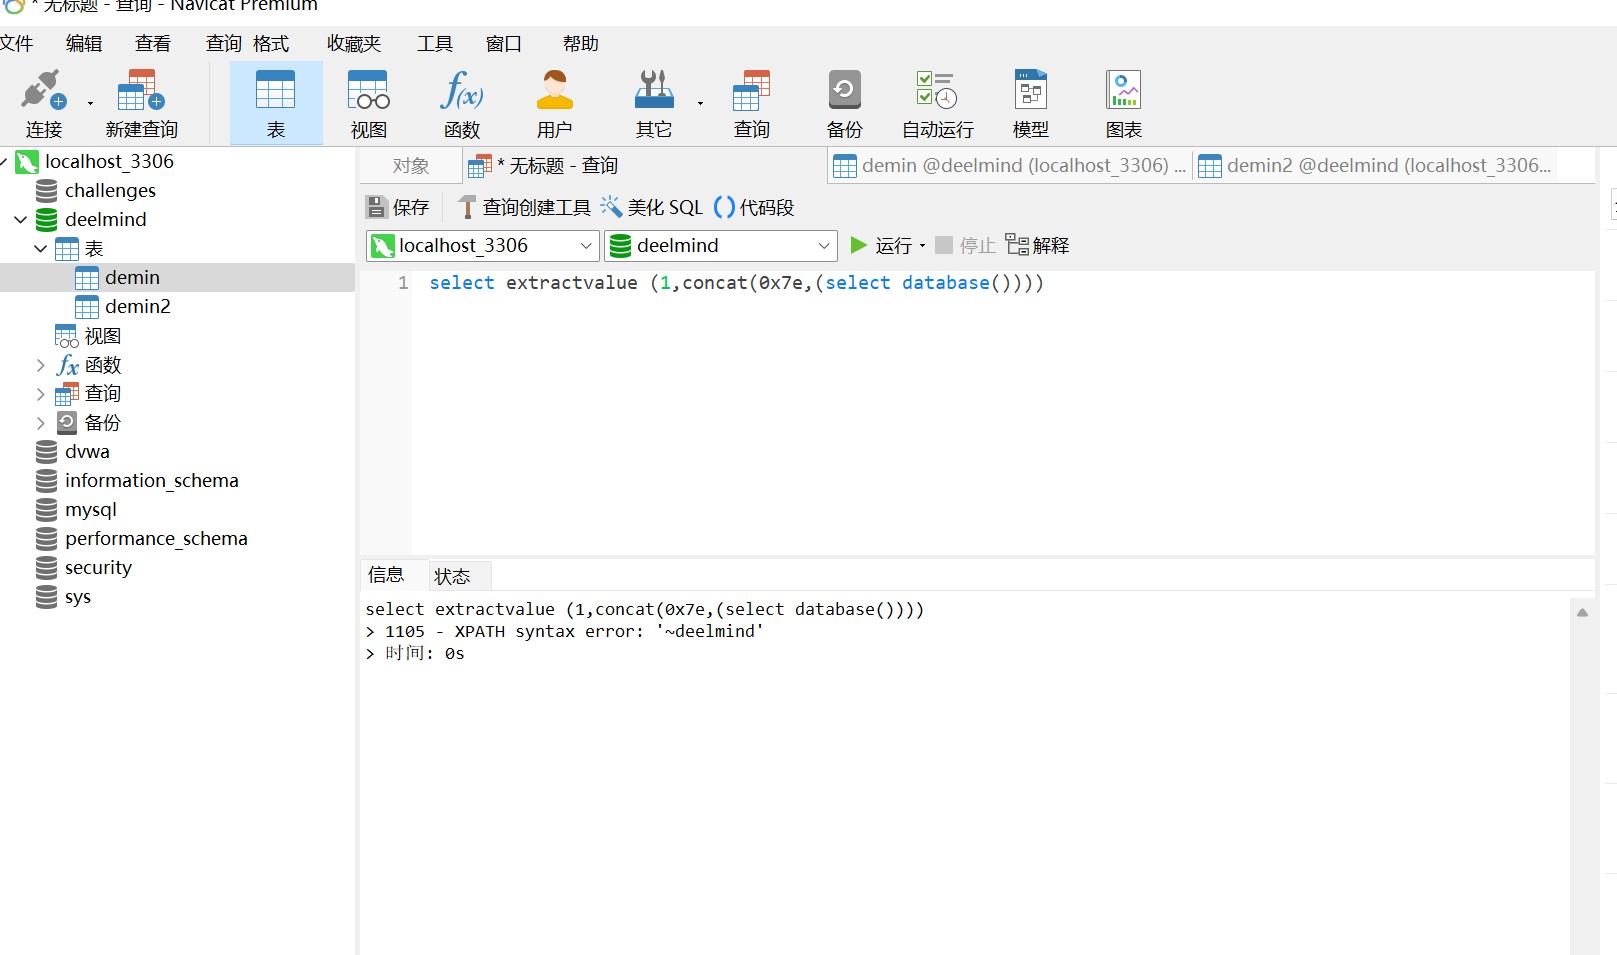 * 无标题 - 查询 - Navicat Premium
文件 编辑 查看 查询 格式 收藏夹 工具 窗口 帮助
连接 新建查询 表 视图 函数 用户 其它 查询 备份 自动运行 模型 图表
localhost_3306
challenges
deelmind
表
demin
demin2
视图
函数
查询
备份
dvwa
information_schema
mysql
performance_schema
security
sys
对象 * 无标题 - 查询 demin @deelmind (localhost_3306) ... demin2 @deelmind (localhost_3306...
保存 查询创建工具 美化 SQL () 代码段
localhost_3306 deelmind 运行 停止 解释
1 select extractvalue (1,concat(0x7e,(select database())))
信息 状态
select extractvalue (1,concat(0x7e,(select database())))
> 1105 - XPATH syntax error: '~deelmind'
> 时间: 0s